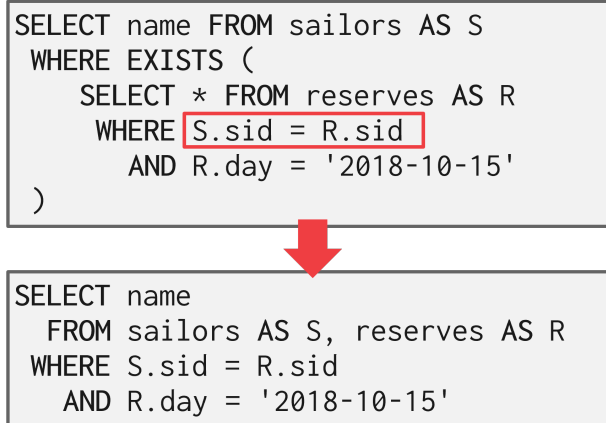 SELECT name FROM sailors AS S
WHERE EXISTS (
SELECT * FROM reserves AS R
WHERE S.sid = R.sid
AND R.day = '2018-10-15'
)
SELECT name
FROM sailors AS S, reserves AS R
WHERE S.sid = R.sid
AND R.day = '2018-10-15'